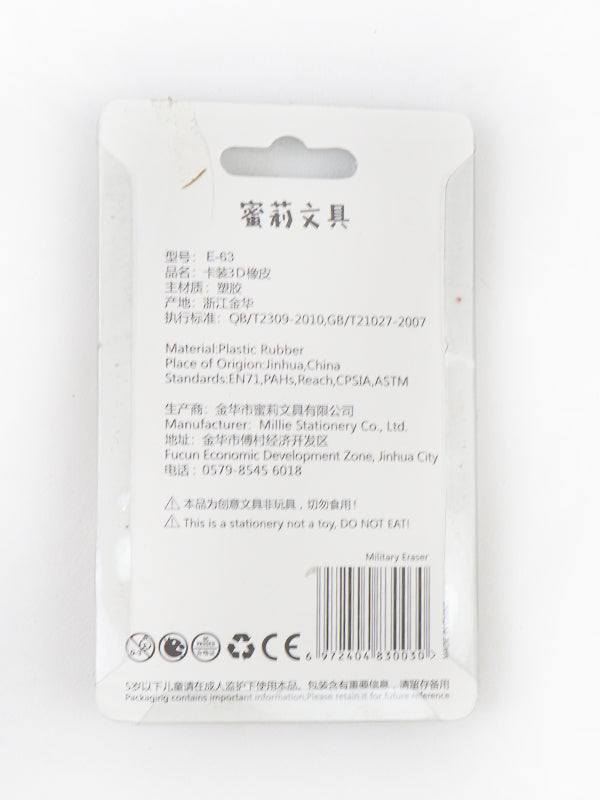 蜜莉文具
型号： E-63
品名：卡装3D橡皮
主材质：塑胶
产地：浙江金华
执行标准：QB/T2309-2010,GB/T21027-2007
Material:Plastic Rubber
Place of Origion:Jinhua,China
Standards:EN71,PAHs,Reach,CPSIA,ASTM
生产商：金华市蜜莉文具有限公司
Manufacturer: Millie Stationery Co., Ltd.
地址：金华市傅村经济开发区
Fucun Economic Development Zone, Jinhua City
电话：0579-8545 6018
本品为创意文具非玩具，切勿食用！
This is a stationery not a toy, DO NOT EAT!
Military Eraser
0-3
CE
6 972404 830030 >
5岁以下儿童请在成人监护下使用本品。包装含有重要信息，请留存备用
Packaging contains important information,Please retain it for future reference